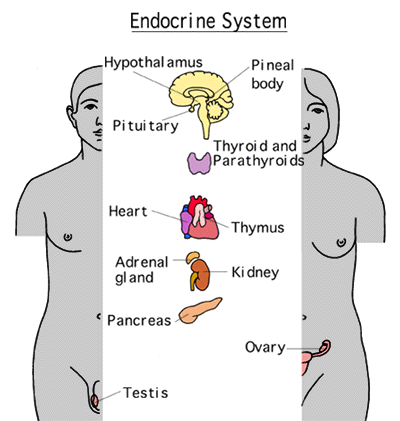 Endocrine System
Hypothalamus
Pineal
body
Pituitary
Thyroid and
Parathyroids
Heart
Thymus
Adrenal
gland
Kidney
Pancreas
Ovary
Testis